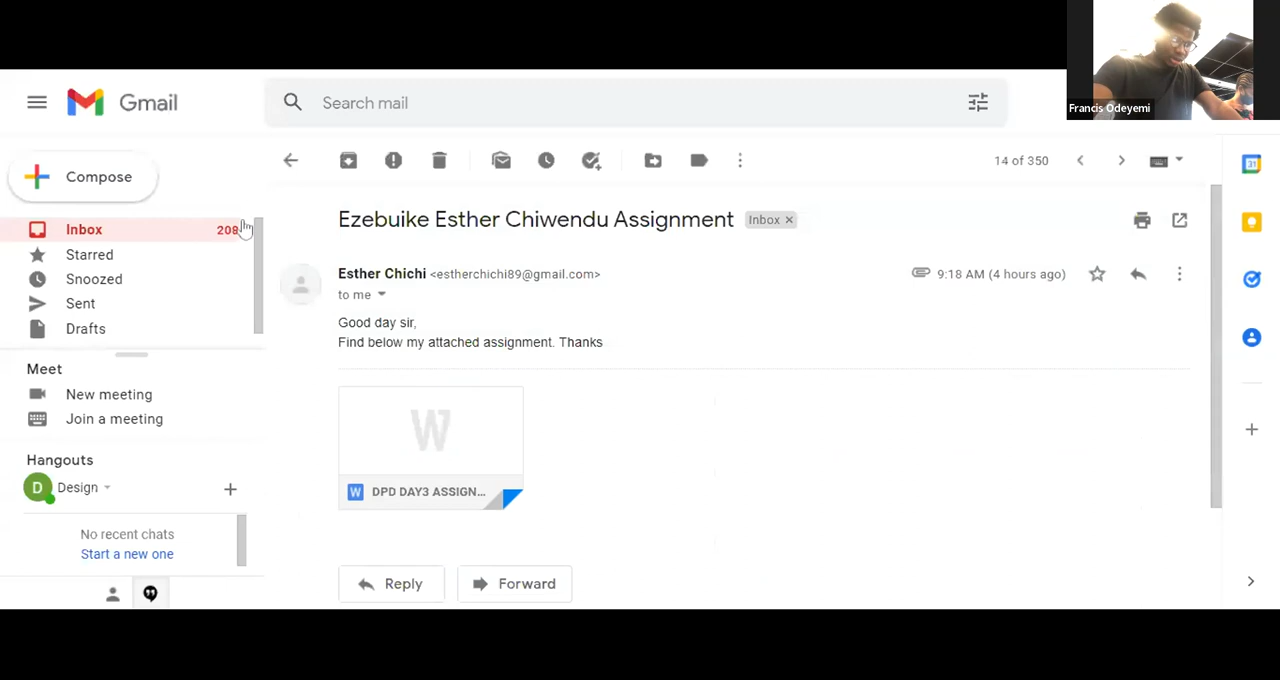 Francis Odeyemi
Gmail
Search mail
Compose
14 of 350
31
Inbox 208
Ezebuike Esther Chiwendu Assignment Inbox ×
Starred
Snoozed
Esther Chichi <estherchichi89@gmail.com> 9:18 AM (4 hours ago)
to me
Sent
Good day sir,
Drafts
Find below my attached assignment. Thanks
Meet
New meeting
Join a meeting
W
Hangouts
D Design
W DPD DAY3 ASSIGN...
No recent chats
Start a new one
Reply Forward